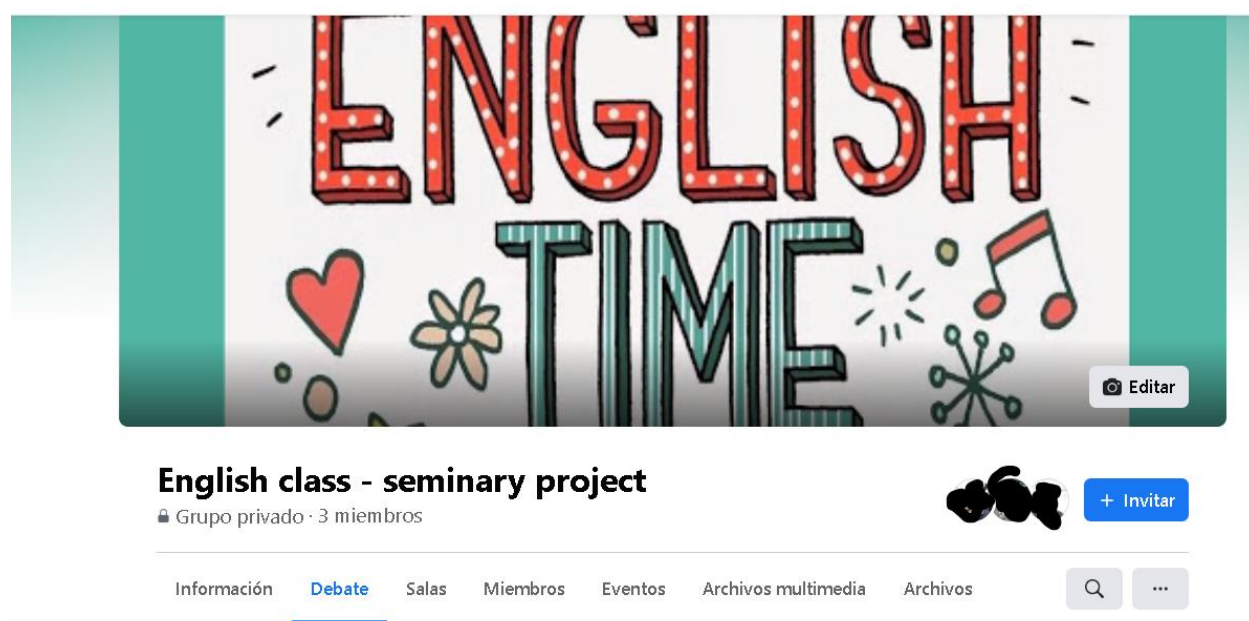 ENGLISH
TIME
Editar
English class - seminary project
Grupo privado · 3 miembros
+ Invitar
Información Debate Salas Miembros Eventos Archivos multimedia Archivos